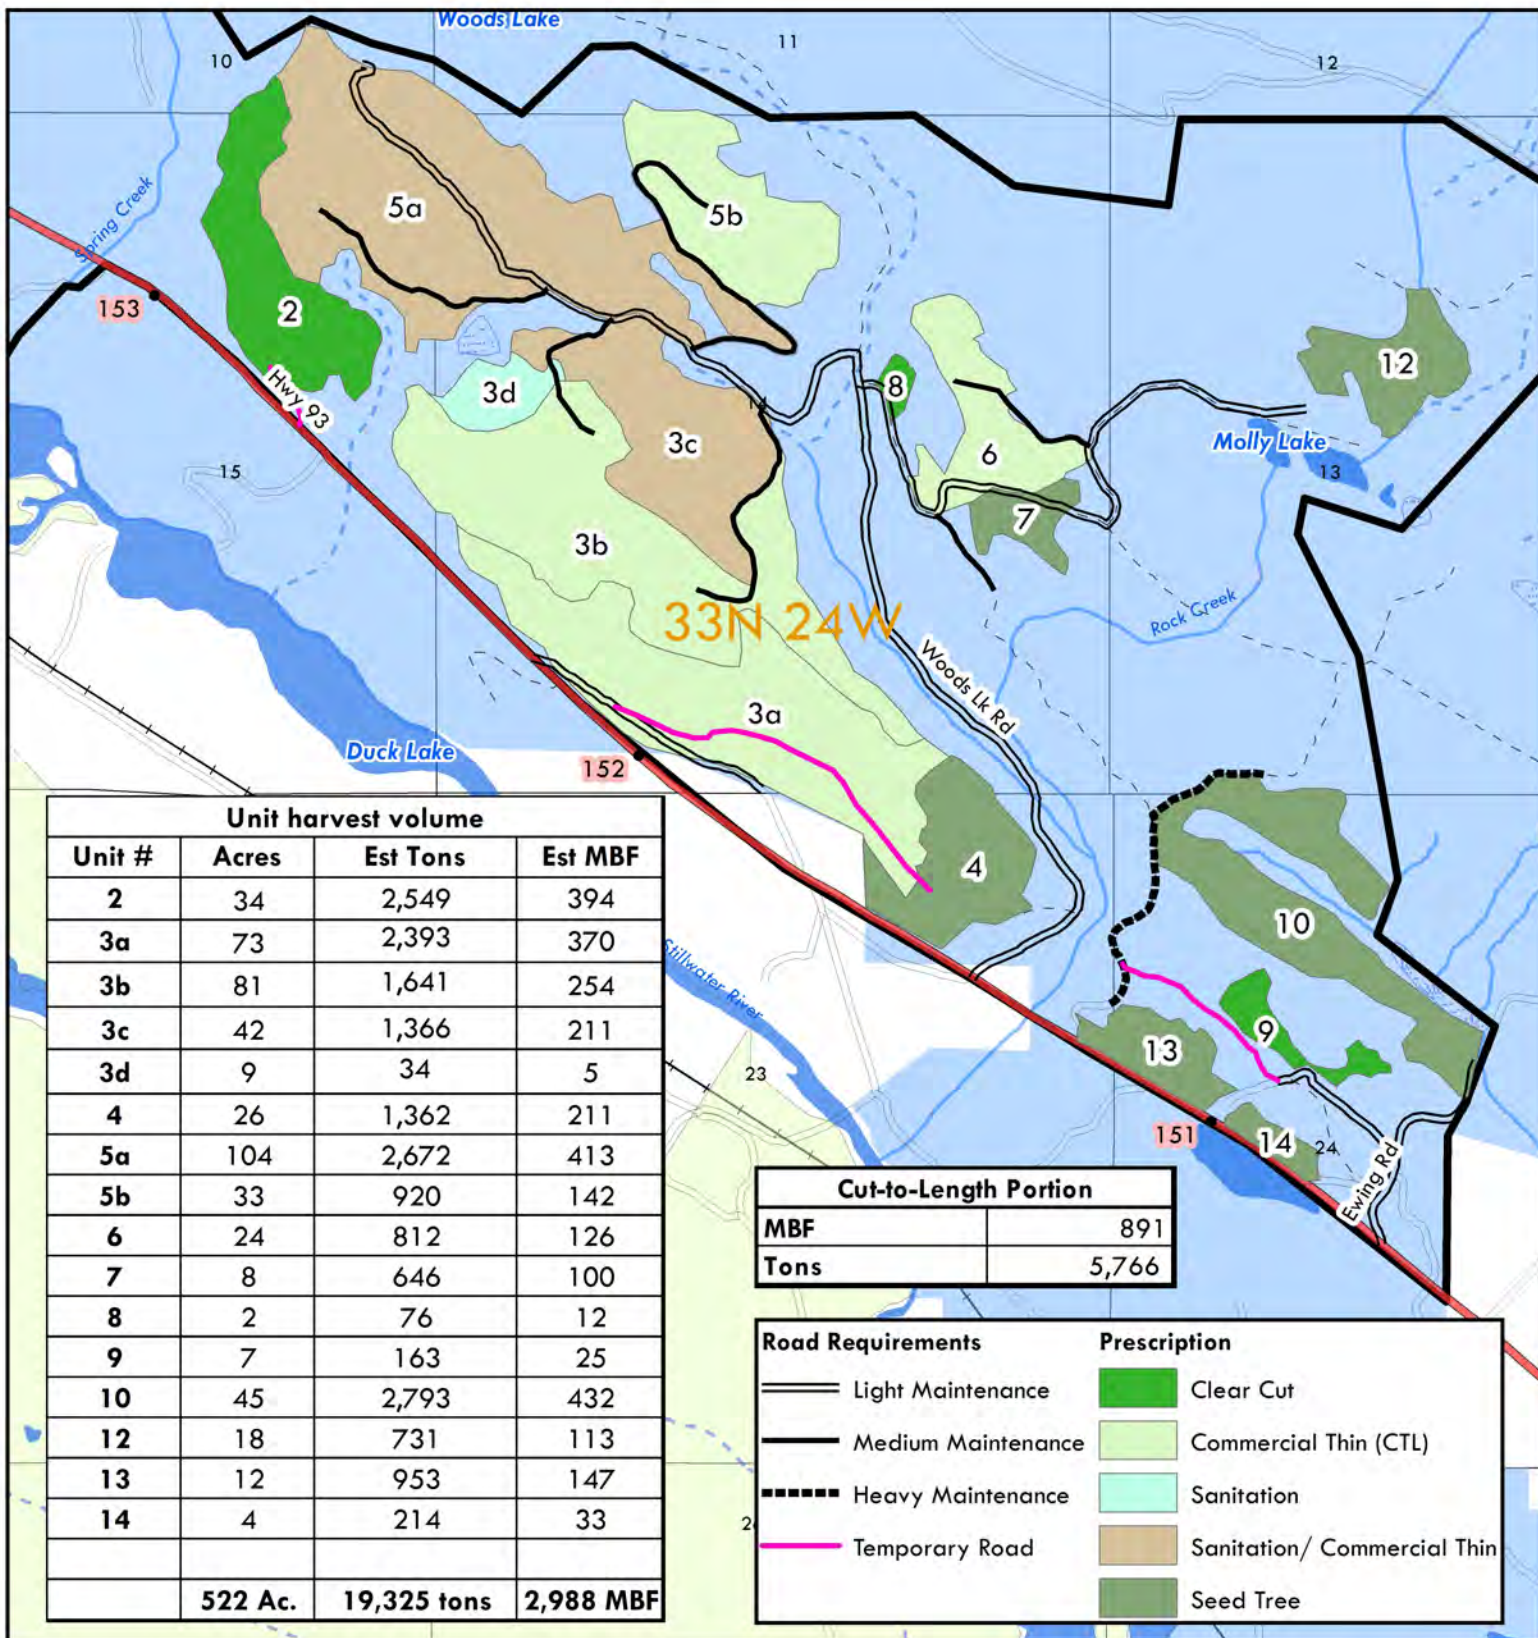 Woods Lake
10
11
12
Spring Creek
5a
5b
153
2
8
12
3d
Hwy 93
14
3c
6
Molly Lake
15
13
7
3b
33N 24W
Rock Creek
Woods Lk Rd
3a
Duck Lake
152
4
10
Stillwater River
9
13
23
151
14
24
Ewing Rd
Unit harvest volume
Unit # Acres Est Tons Est MBF
2 34 2,549 394
3a 73 2,393 370
3b 81 1,641 254
3c 42 1,366 211
3d 9 34 5
4 26 1,362 211
5a 104 2,672 413
5b 33 920 142
6 24 812 126
7 8 646 100
8 2 76 12
9 7 163 25
10 45 2,793 432
12 18 731 113
13 12 953 147
14 4 214 33
522 Ac. 19,325 tons 2,988 MBF
Cut-to-Length Portion
MBF 891
Tons 5,766
Road Requirements
Light Maintenance
Medium Maintenance
Heavy Maintenance
Temporary Road
Prescription
Clear Cut
Commercial Thin (CTL)
Sanitation
Sanitation/ Commercial Thin
Seed Tree